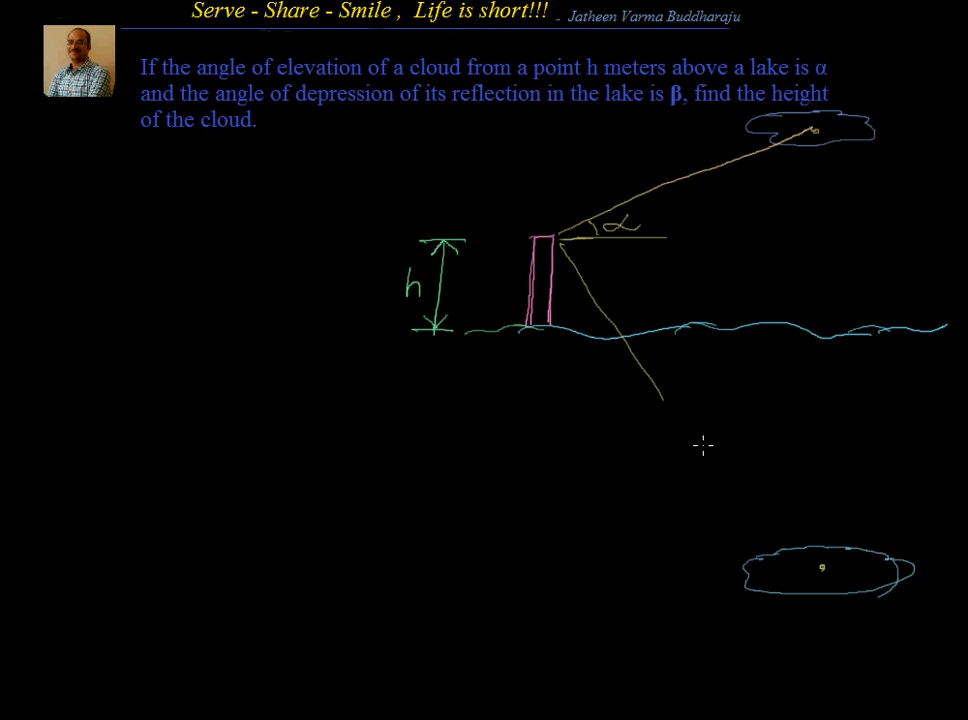 Serve - Share - Smile , Life is short!!! - Jatheen Varma Buddharaju
If the angle of elevation of a cloud from a point h meters above a lake is α
and the angle of depression of its reflection in the lake is β, find the height
of the cloud.
α
h